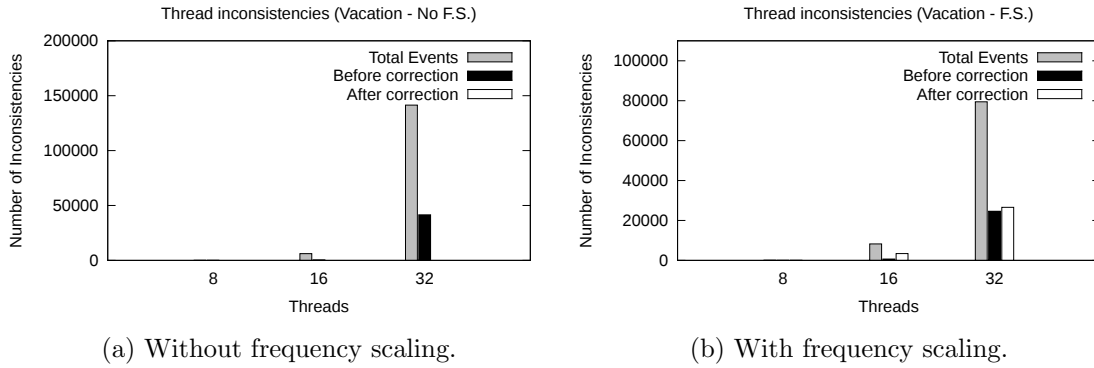 Thread inconsistencies (Vacation - No F.S.)
Number of Inconsistencies
200000
150000
100000
50000
0
Total Events
Before correction
After correction
8 16 32
Threads
(a) Without frequency scaling.
Thread inconsistencies (Vacation - F.S.)
Number of Inconsistencies
100000
80000
60000
40000
20000
0
Total Events
Before correction
After correction
8 16 32
Threads
(b) With frequency scaling.